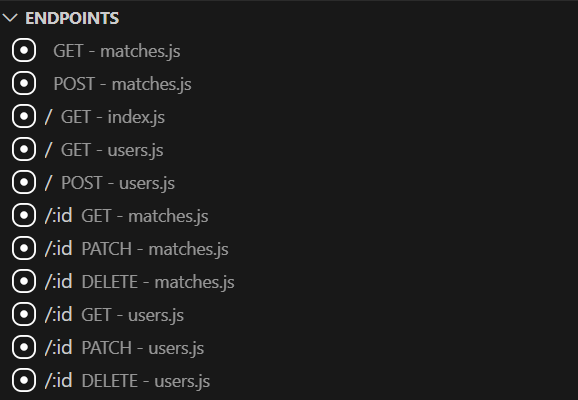 ENDPOINTS
GET - matches.js
POST - matches.js
/ GET - index.js
/ GET - users.js
/ POST - users.js
/:id GET - matches.js
/:id PATCH - matches.js
/:id DELETE - matches.js
/:id GET - users.js
/:id PATCH - users.js
/:id DELETE - users.js